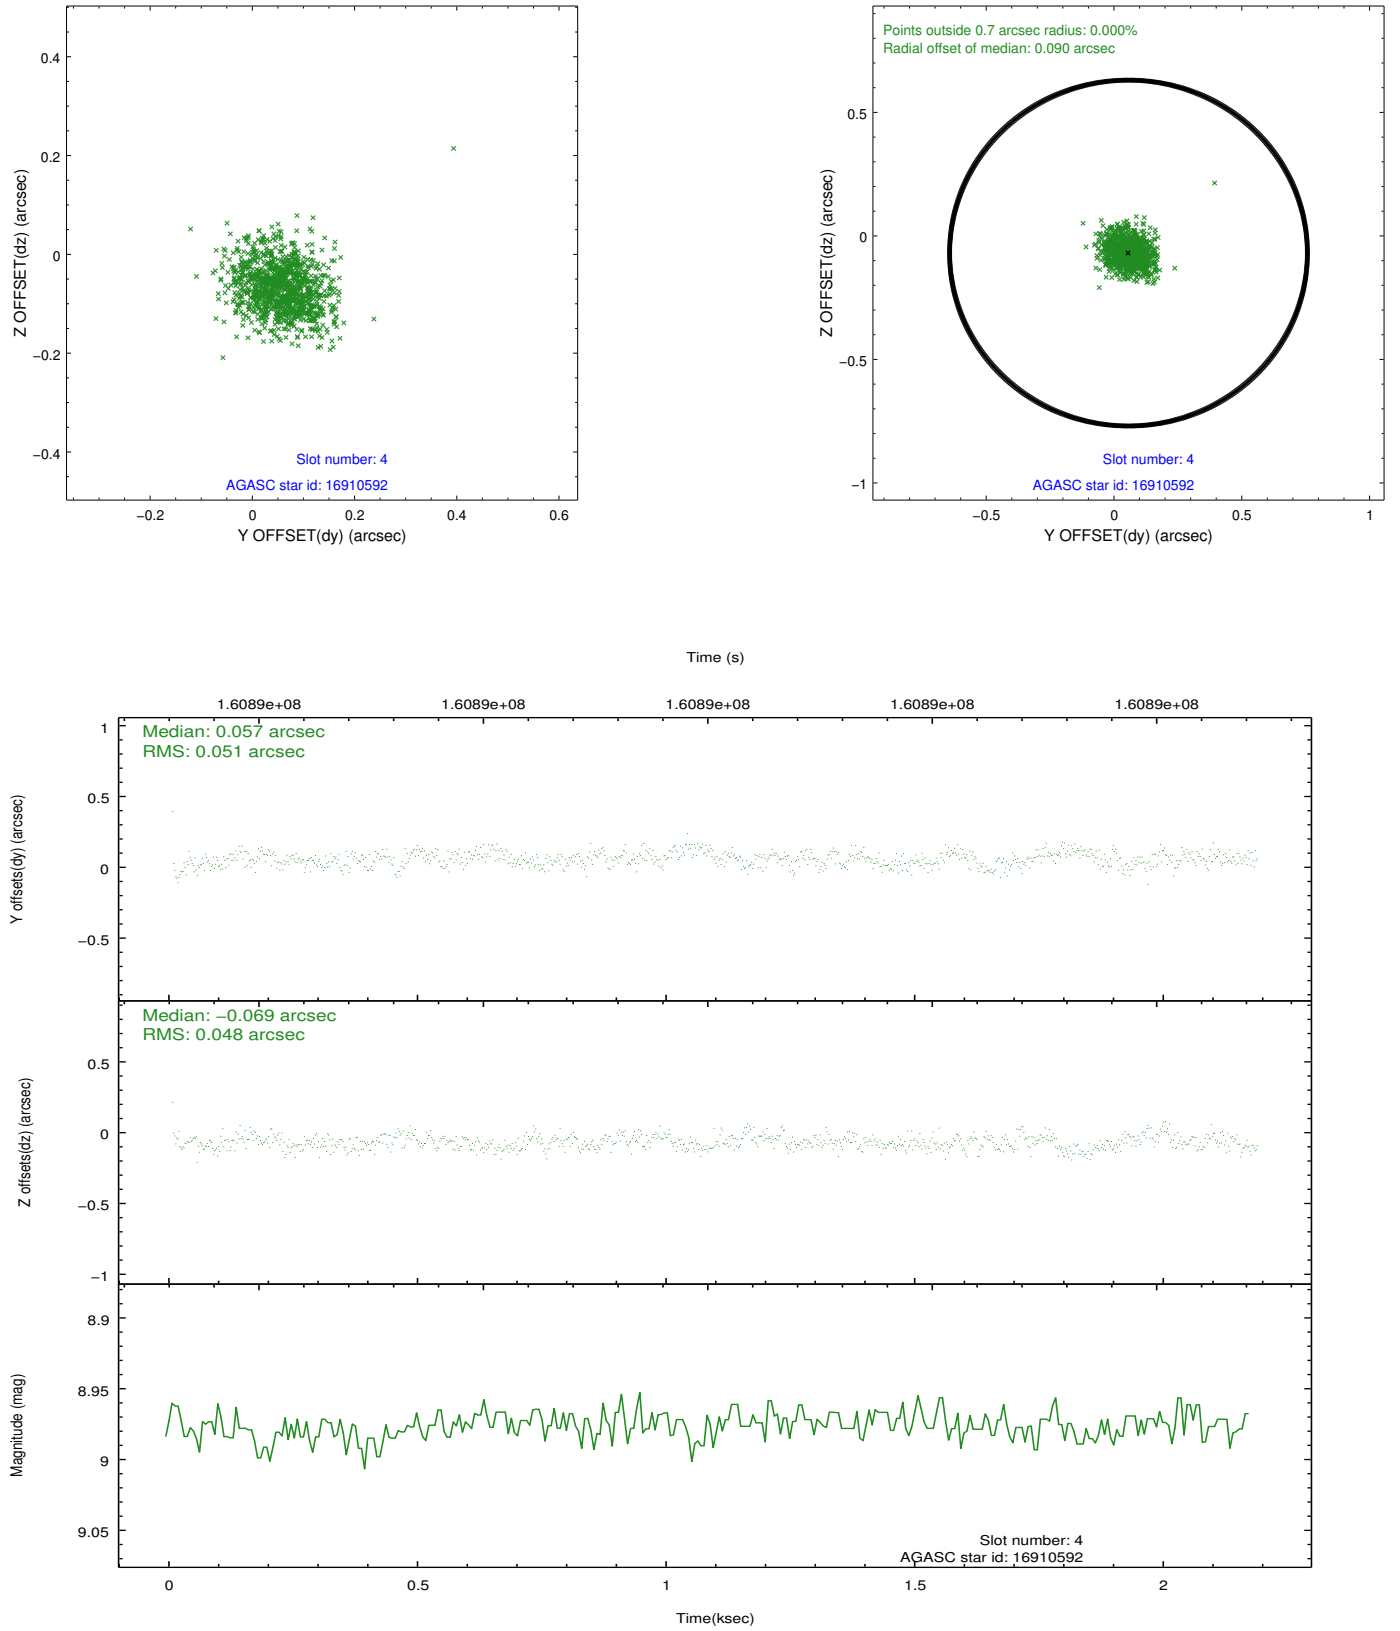 0.4
0.2
0
−0.2
−0.4
Z OFFSET(dz) (arcsec)
Slot number: 4
AGASC star id: 16910592
−0.2
0
0.2
0.4
0.6
Y OFFSET(dy) (arcsec)
Points outside 0.7 arcsec radius: 0.000%
Radial offset of median: 0.090 arcsec
0.5
0
−0.5
−1
Z OFFSET(dz) (arcsec)
Slot number: 4
AGASC star id: 16910592
−0.5
0
0.5
1
Y OFFSET(dy) (arcsec)
Time (s)
1.6089e+08
1.6089e+08
1.6089e+08
1.6089e+08
1.6089e+08
Median: 0.057 arcsec
RMS: 0.051 arcsec
1
0.5
0
−0.5
Y offsets(dy) (arcsec)
Median: −0.069 arcsec
RMS: 0.048 arcsec
0.5
0
−0.5
−1
Z offsets(dz) (arcsec)
8.9
8.95
9
9.05
Magnitude (mag)
Slot number: 4
AGASC star id: 16910592
0
0.5
1
1.5
2
Time(ksec)